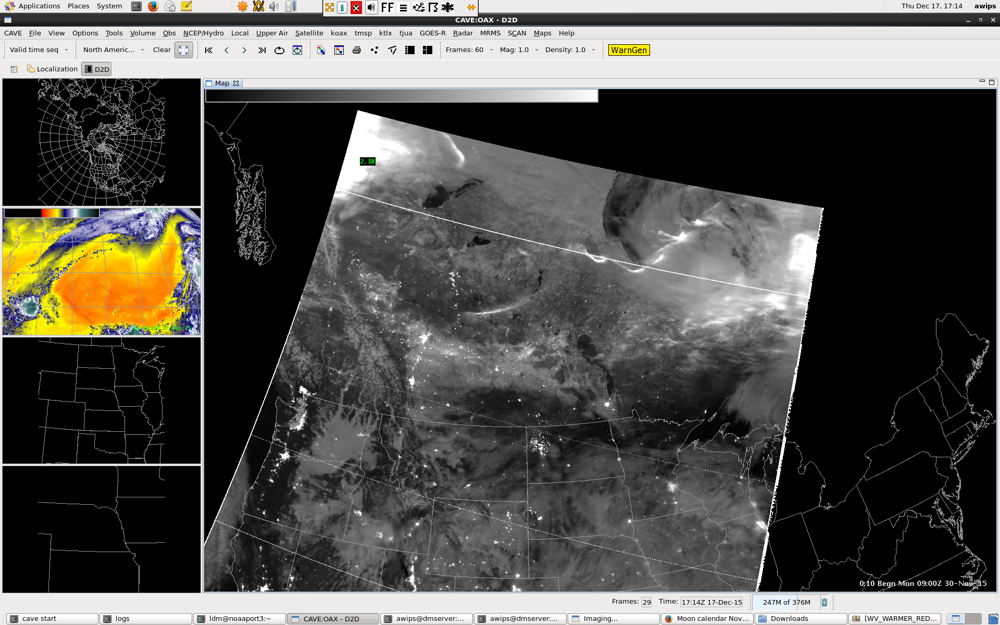 Applications Places System
Thu Dec 17, 17:14 awips
FF
CAVE:OAX - D2D
CAVE File View Options Tools Volume Obs NCEP/Hydro Local Upper Air Satellite koax tmsp ktlx tjua GOES-R Radar MRMS SCAN Maps Help
Valid time seq North Americ... Clear Frames: 60 Mag: 1.0 Density: 1.0 WarnGen
Localization D2D
Map
2.38
0:10 Begn Mon 09:00Z 30-Nov-15
Frames: 29 Time: 17:14Z 17-Dec-15 247M of 376M
cave start logs ldm@noaaport3:~ CAVE:OAX - D2D awips@dmserver:... awips@dmserver:... Imaging... Moon calendar Nov... Downloads [WV_WARMER_RED...